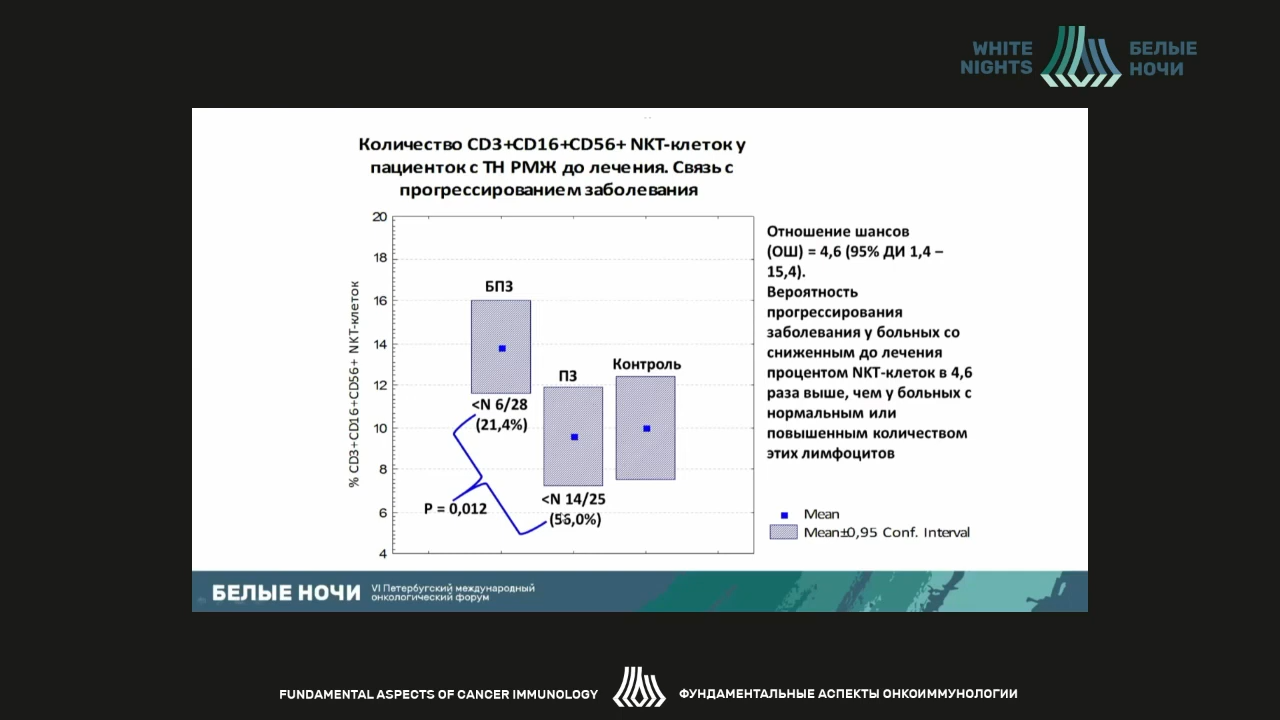 WHITE
NIGHTS
БЕЛЫЕ
НОЧИ
Количество CD3+CD16+CD56+ NKT-клеток у
пациенток с ТН РМЖ до лечения. Связь с
прогрессированием заболевания
% CD3+CD16+CD56+ NKT-клеток
20
18
16
14
12
10
8
6
4
БПЗ
<N 6/28
(21,4%)
ПЗ
<N 14/25
(56,0%)
Контроль
P = 0,012
Отношение шансов
(ОШ) = 4,6 (95% ДИ 1,4 –
15,4).
Вероятность
прогрессирования
заболевания у больных со
сниженным до лечения
процентом NKT-клеток в 4,6
раза выше, чем у больных с
нормальным или
повышенным количеством
этих лимфоцитов
Mean
Mean±0,95 Conf. Interval
БЕЛЫЕ НОЧИ
VI Петербугский международный
онкологический форум
FUNDAMENTAL ASPECTS OF CANCER IMMUNOLOGY
ФУНДАМЕНТАЛЬНЫЕ АСПЕКТЫ ОНКОИММУНОЛОГИИ